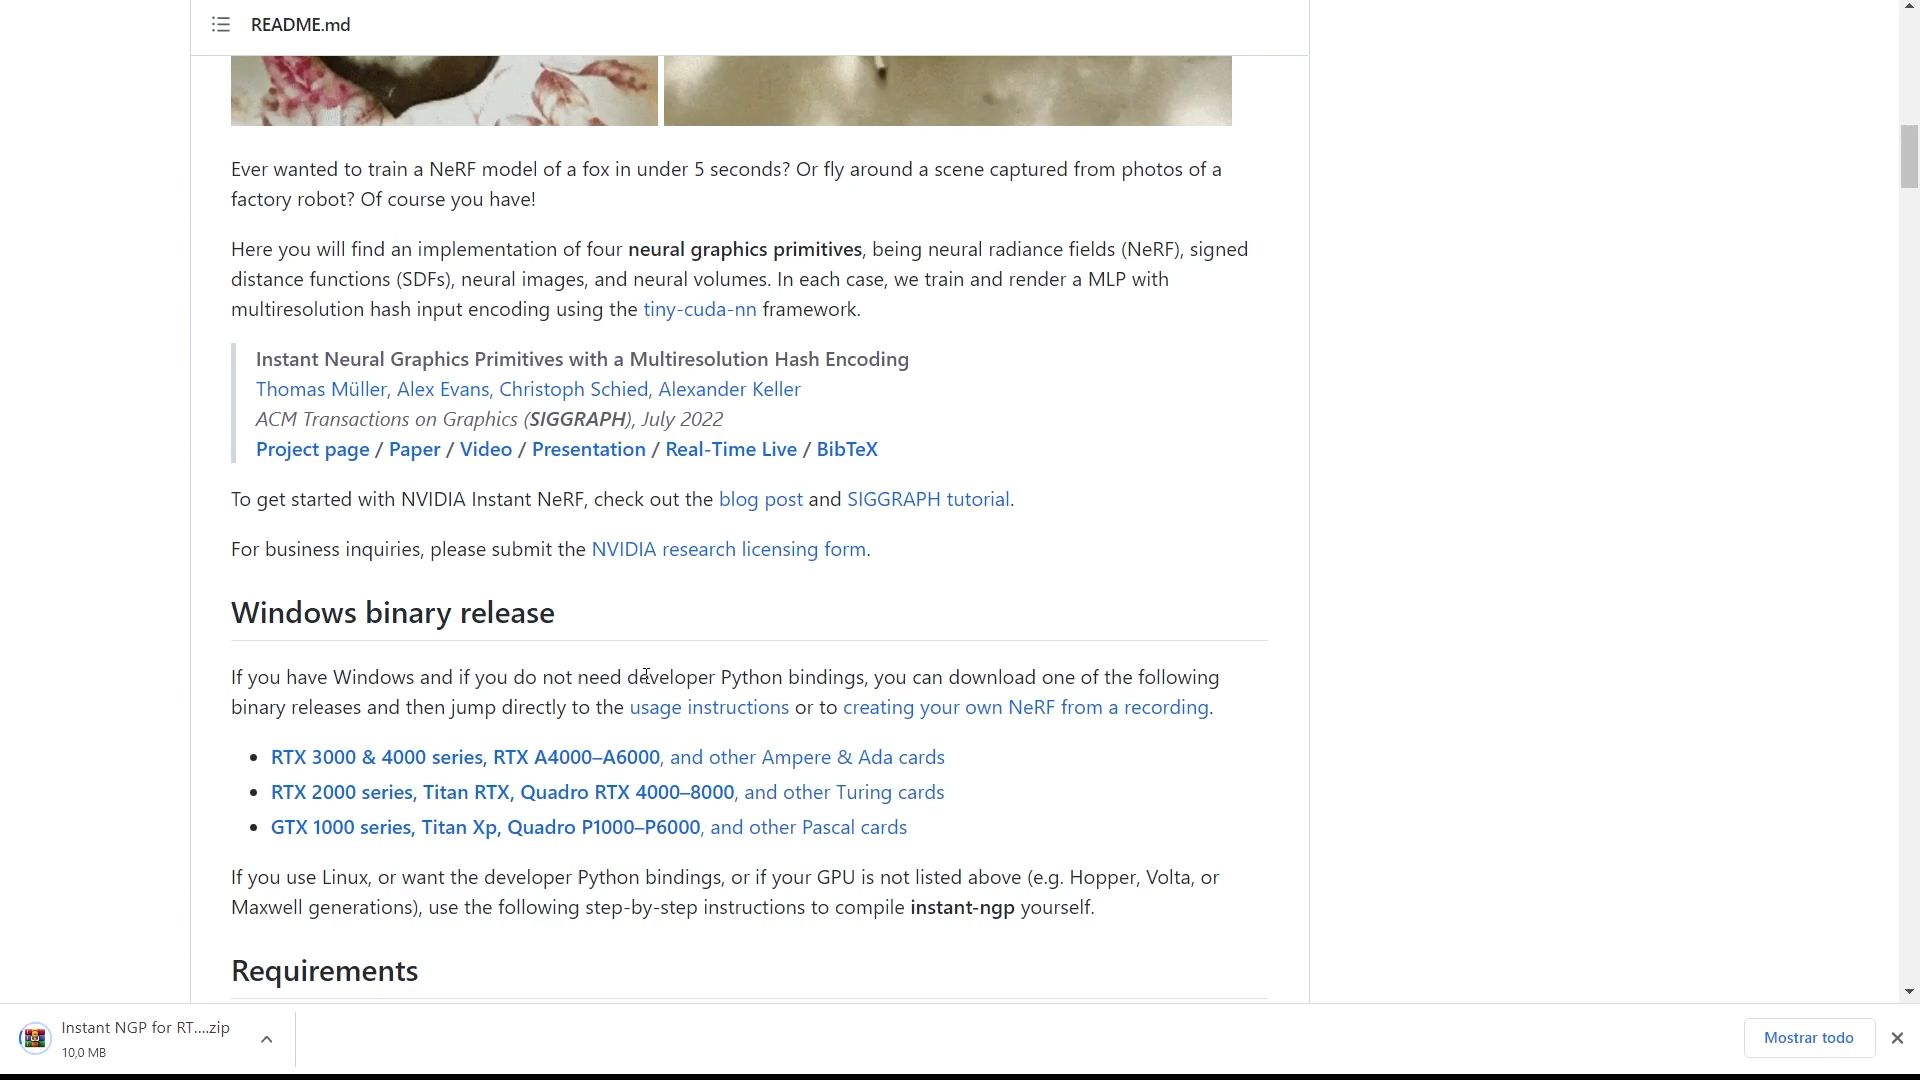 README.md
Ever wanted to train a NeRF model of a fox in under 5 seconds? Or fly around a scene captured from photos of a
factory robot? Of course you have!
Here you will find an implementation of four neural graphics primitives, being neural radiance fields (NeRF), signed
distance functions (SDFs), neural images, and neural volumes. In each case, we train and render a MLP with
multiresolution hash input encoding using the tiny-cuda-nn framework.
Instant Neural Graphics Primitives with a Multiresolution Hash Encoding
Thomas Müller, Alex Evans, Christoph Schied, Alexander Keller
ACM Transactions on Graphics (SIGGRAPH), July 2022
Project page / Paper / Video / Presentation / Real-Time Live / BibTeX
To get started with NVIDIA Instant NeRF, check out the blog post and SIGGRAPH tutorial.
For business inquiries, please submit the NVIDIA research licensing form.
Windows binary release
If you have Windows and if you do not need developer Python bindings, you can download one of the following
binary releases and then jump directly to the usage instructions or to creating your own NeRF from a recording.
• RTX 3000 & 4000 series, RTX A4000–A6000, and other Ampere & Ada cards
• RTX 2000 series, Titan RTX, Quadro RTX 4000–8000, and other Turing cards
• GTX 1000 series, Titan Xp, Quadro P1000–P6000, and other Pascal cards
If you use Linux, or want the developer Python bindings, or if your GPU is not listed above (e.g. Hopper, Volta, or
Maxwell generations), use the following step-by-step instructions to compile instant-ngp yourself.
Requirements
Instant NGP for RT....zip
10,0 MB
Mostrar todo